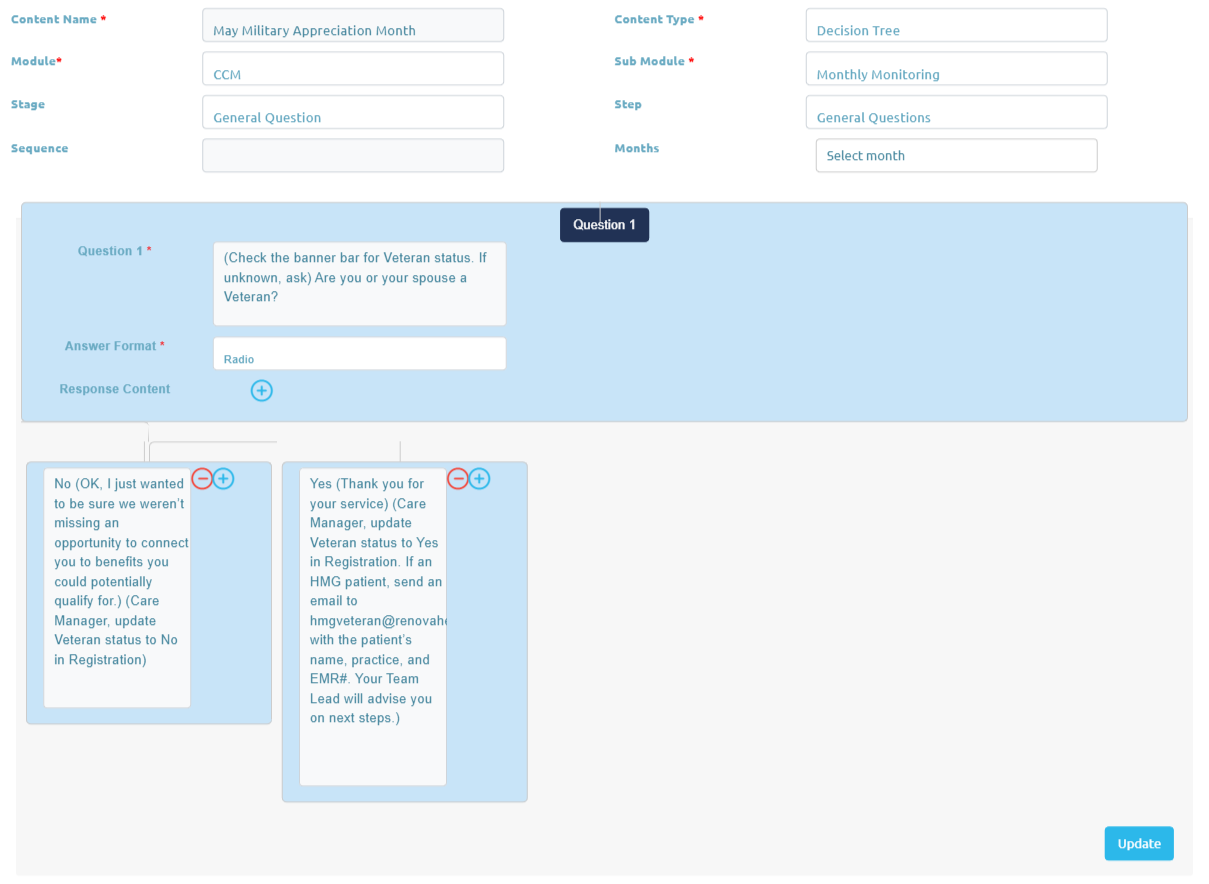 Content Name *
May Military Appreciation Month
Content Type *
Decision Tree
Module*
CCM
Sub Module *
Monthly Monitoring
Stage
General Question
Step
General Questions
Sequence
Months
Select month
Question 1
Question 1 *
(Check the banner bar for Veteran status. If
unknown, ask) Are you or your spouse a
Veteran?
Answer Format *
Radio
Response Content
No (OK, I just wanted
to be sure we weren't
missing an
opportunity to connect
you to benefits you
could potentially
qualify for.) (Care
Manager, update
Veteran status to No
in Registration)
Yes (Thank you for
your service) (Care
Manager, update
Veteran status to Yes
in Registration. If an
HMG patient, send an
email to
hmgveteran@renovahe
with the patient's
name, practice, and
EMR#. Your Team
Lead will advise you
on next steps.)
Update